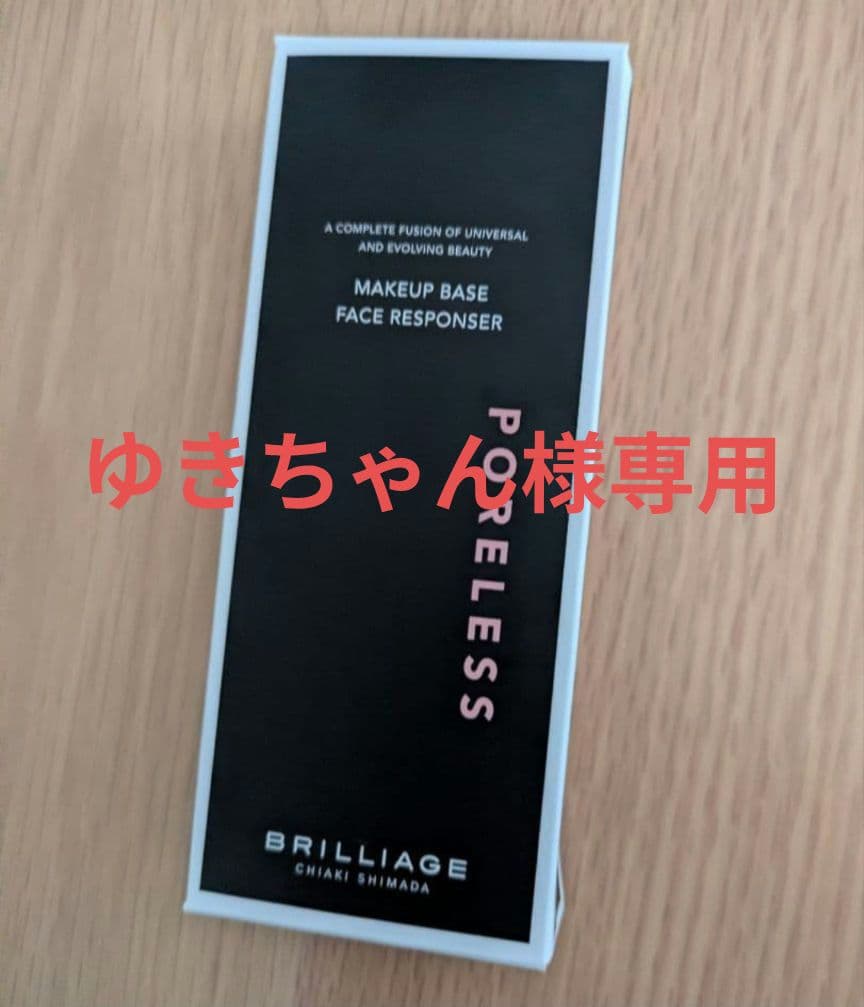 A COMPLETE FUSION OF UNIVERSAL
AND EVOLVING BEAUTY
MAKEUP BASE
FACE RESPONSER
PORELESS
ゆきちゃん様専用
BRILLIAGE
CHIAKI SHIMADA